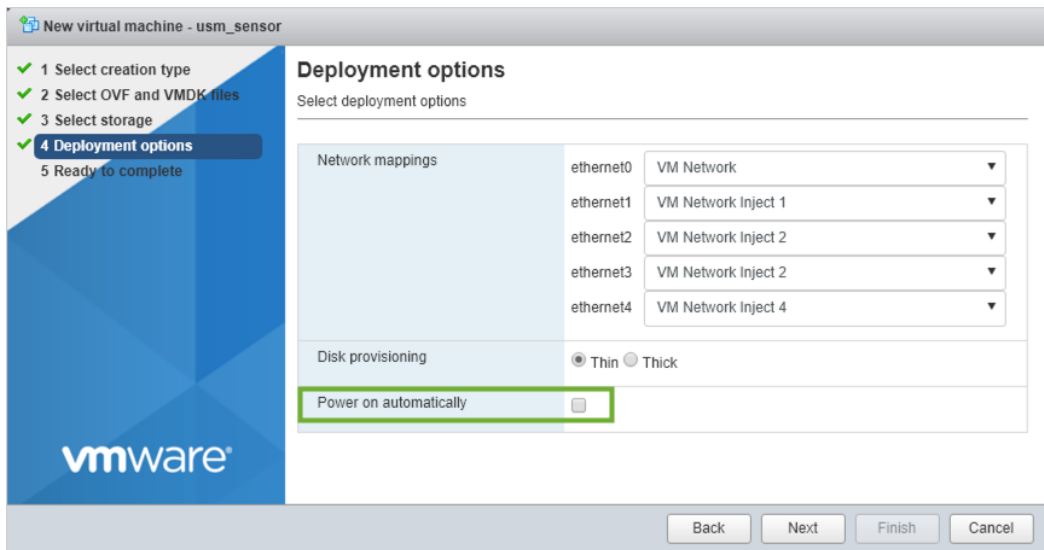 New virtual machine - usm_sensor
1 Select creation type
2 Select OVF and VMDK files
3 Select storage
4 Deployment options
5 Ready to complete
vmware®
Deployment options
Select deployment options
Network mappings
ethernet0 VM Network
ethernet1 VM Network Inject 1
ethernet2 VM Network Inject 2
ethernet3 VM Network Inject 2
ethernet4 VM Network Inject 4
Disk provisioning Thin Thick
Power on automatically
Back Next Finish Cancel